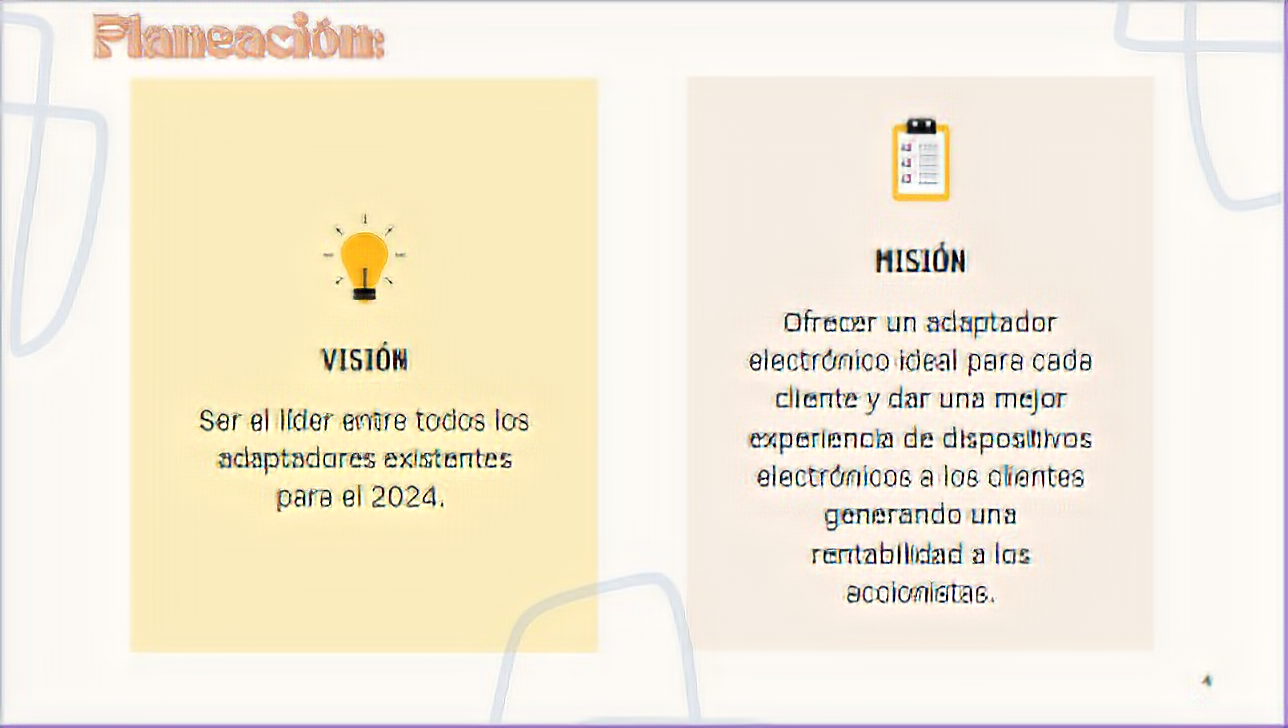 Planeación:
VISIÓN
Ser el líder entre todos los
adaptadores existentes
para el 2024.
MISIÓN
Ofrecer un adaptador
electrónico ideal para cada
cliente y dar una mejor
experiencia de dispositivos
electrónicos a los clientes
generando una
rentabilidad a los
accionistas.
4